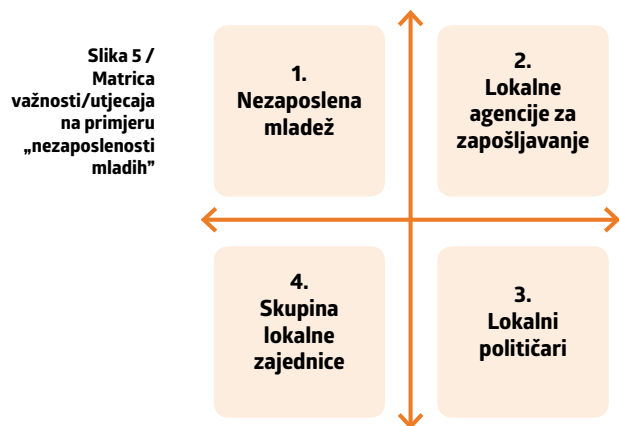 Slika 5 /
Matrica
važnosti/utjecaja
na primjeru
„nezaposlenosti
mladih”
1.
Nezaposlena
mladež
2.
Lokalne
agencije za
zapošljavanje
4.
Skupina
lokalne
zajednice
3.
Lokalni
političari